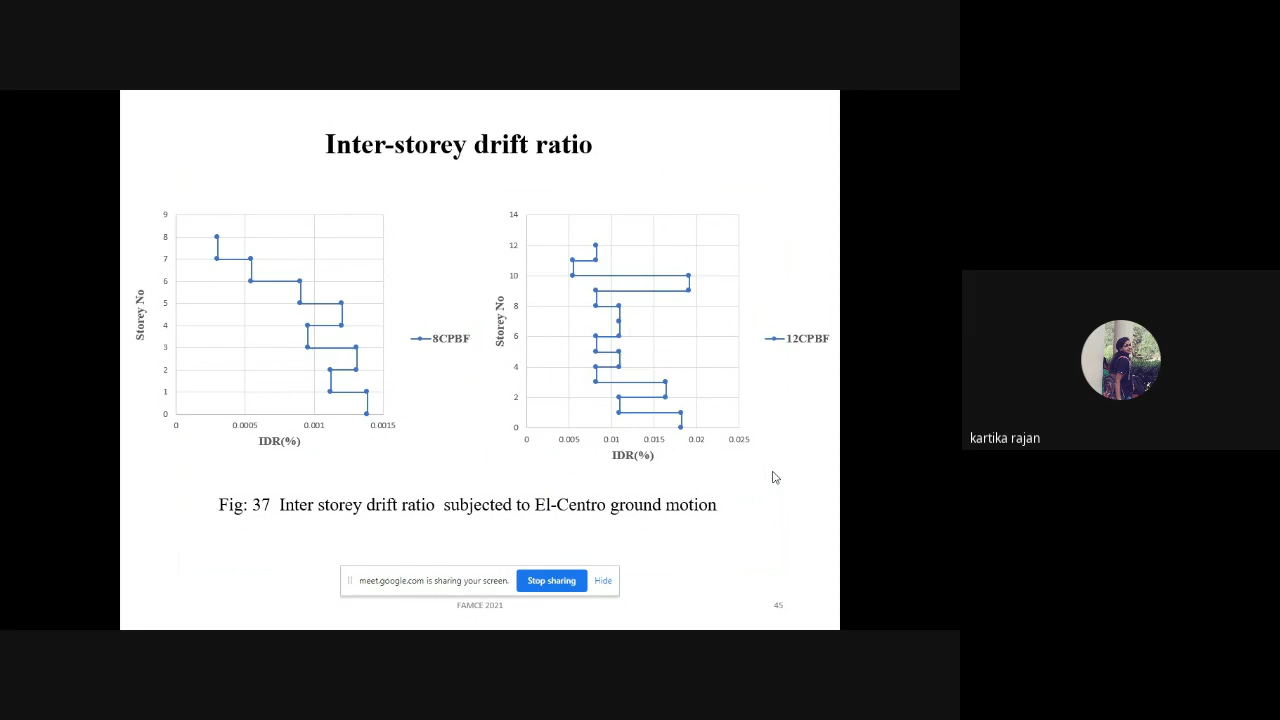 Inter-storey drift ratio
9
8
7
6
5
4
3
2
1
0
Storey No
0 0.0005 0.001 0.0015
IDR(%)
8CPBF
14
12
10
8
6
4
2
0
Storey No
0 0.005 0.01 0.015 0.02 0.025
IDR(%)
12CPBF
Fig: 37 Inter storey drift ratio subjected to El-Centro ground motion
meet.google.com is sharing your screen. Stop sharing Hide
FAMCE 2021 45
kartika rajan